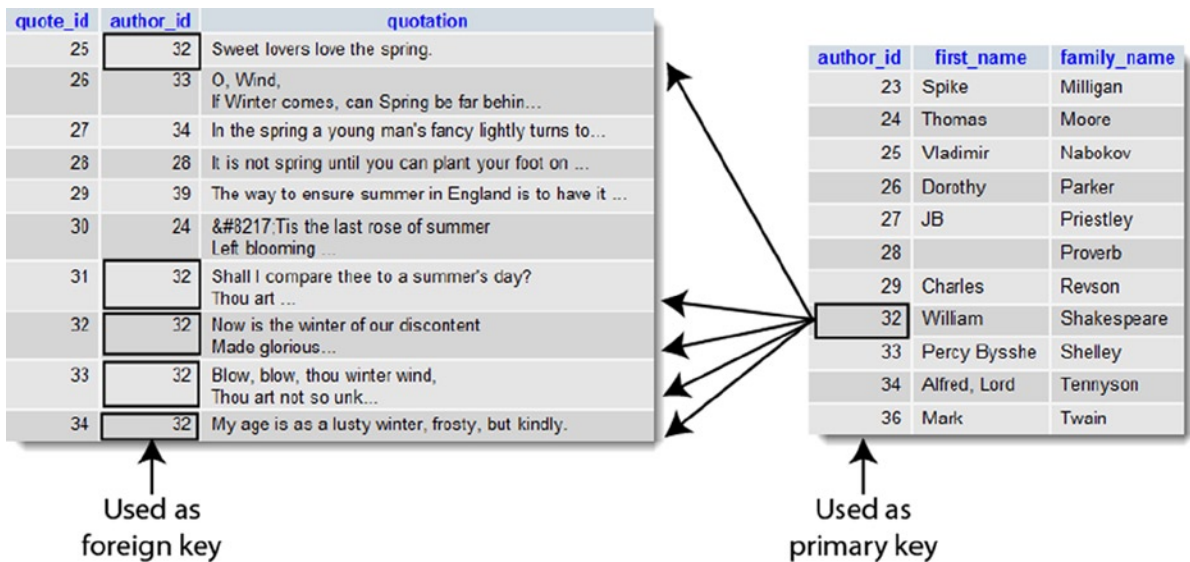 quote_id author_id quotation
25 32 Sweet lovers love the spring.
26 33 O, Wind,
If Winter comes, can Spring be far behin...
27 34 In the spring a young man's fancy lightly turns to...
28 28 It is not spring until you can plant your foot on ...
29 39 The way to ensure summer in England is to have it ...
30 24 &#8217;Tis the last rose of summer
Left blooming ...
31 32 Shall I compare thee to a summer's day?
Thou art ...
32 32 Now is the winter of our discontent
Made glorious...
33 32 Blow, blow, thou winter wind,
Thou art not so unk...
34 32 My age is as a lusty winter, frosty, but kindly.
Used as
foreign key
author_id first_name family_name
23 Spike Milligan
24 Thomas Moore
25 Vladimir Nabokov
26 Dorothy Parker
27 JB Priestley
28 Proverb
29 Charles Revson
32 William Shakespeare
33 Percy Bysshe Shelley
34 Alfred, Lord Tennyson
36 Mark Twain
Used as
primary key